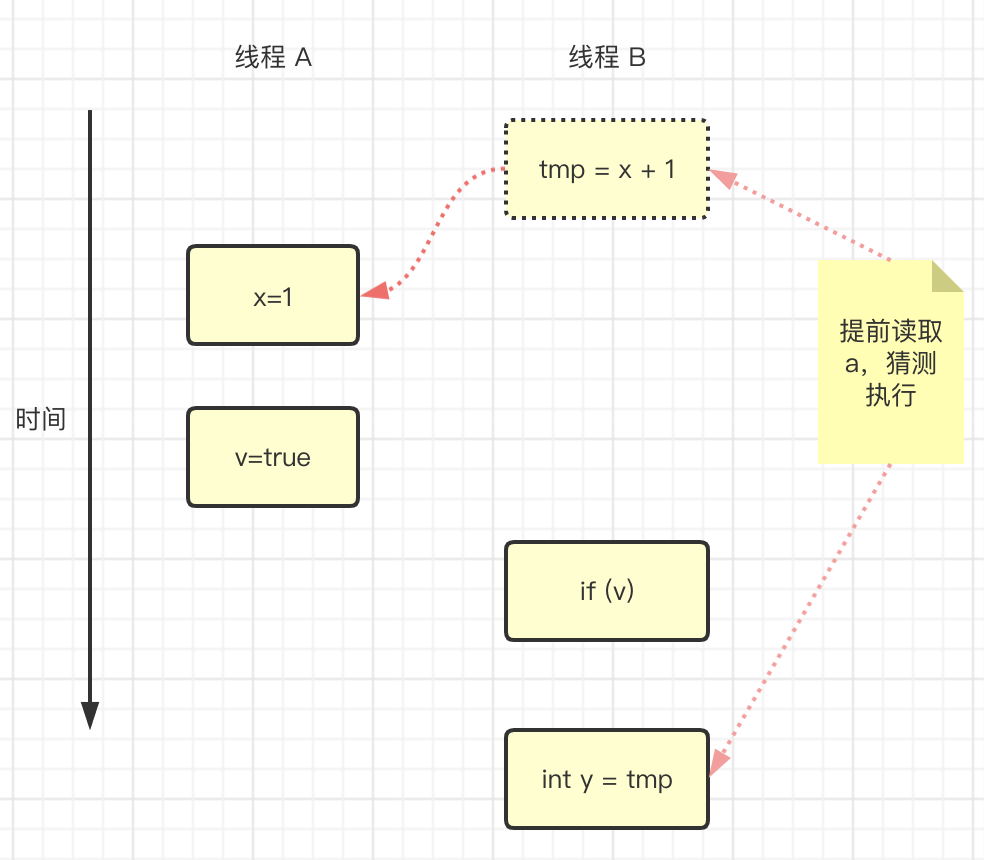 线程 A
线程 B
tmp = x + 1
x=1
提前读取
a，猜测
执行
时间
v=true
if (v)
int y = tmp